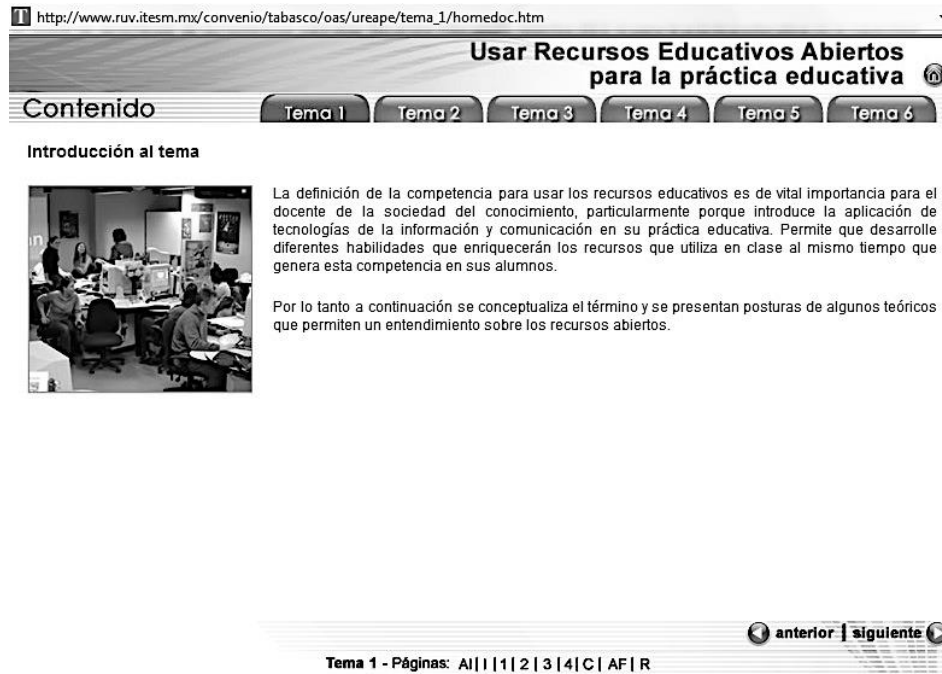 http://www.ruv.itesm.mx/convenio/tabasco/oas/ureape/tema_1/homedoc.htm
Usar Recursos Educativos Abiertos
para la práctica educativa
Contenido
Tema 1 Tema 2 Tema 3 Tema 4 Tema 5 Tema 6
Introducción al tema
La definición de la competencia para usar los recursos educativos es de vital importancia para el
docente de la sociedad del conocimiento, particularmente porque introduce la aplicación de
tecnologías de la información y comunicación en su práctica educativa. Permite que desarrolle
diferentes habilidades que enriquecerán los recursos que utiliza en clase al mismo tiempo que
genera esta competencia en sus alumnos.
Por lo tanto a continuación se conceptualiza el término y se presentan posturas de algunos teóricos
que permiten un entendimiento sobre los recursos abiertos.
anterior | siguiente
Tema 1 - Páginas: AI | I | 1 | 2 | 3 | 4 | C | AF | R